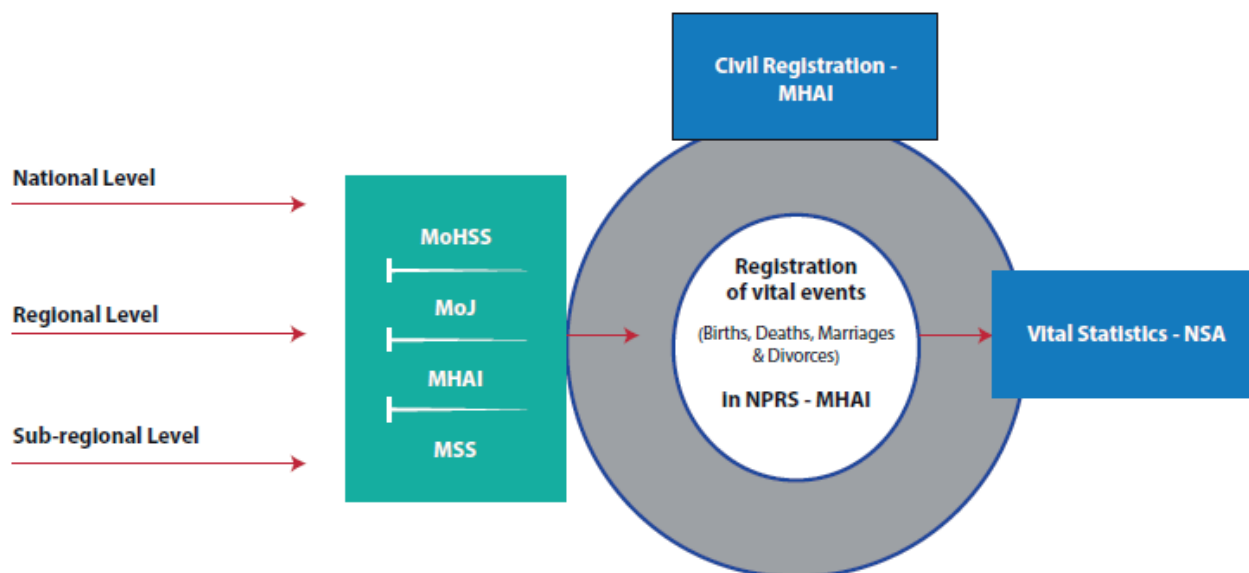 Civil Registration -
MHAI
National Level
Regional Level
Sub-regional Level
MoHSS
MoJ
MHAI
MSS
Registration
of vital events
(Births, Deaths, Marriages
& Divorces)
in NPRS - MHAI
Vital Statistics - NSA